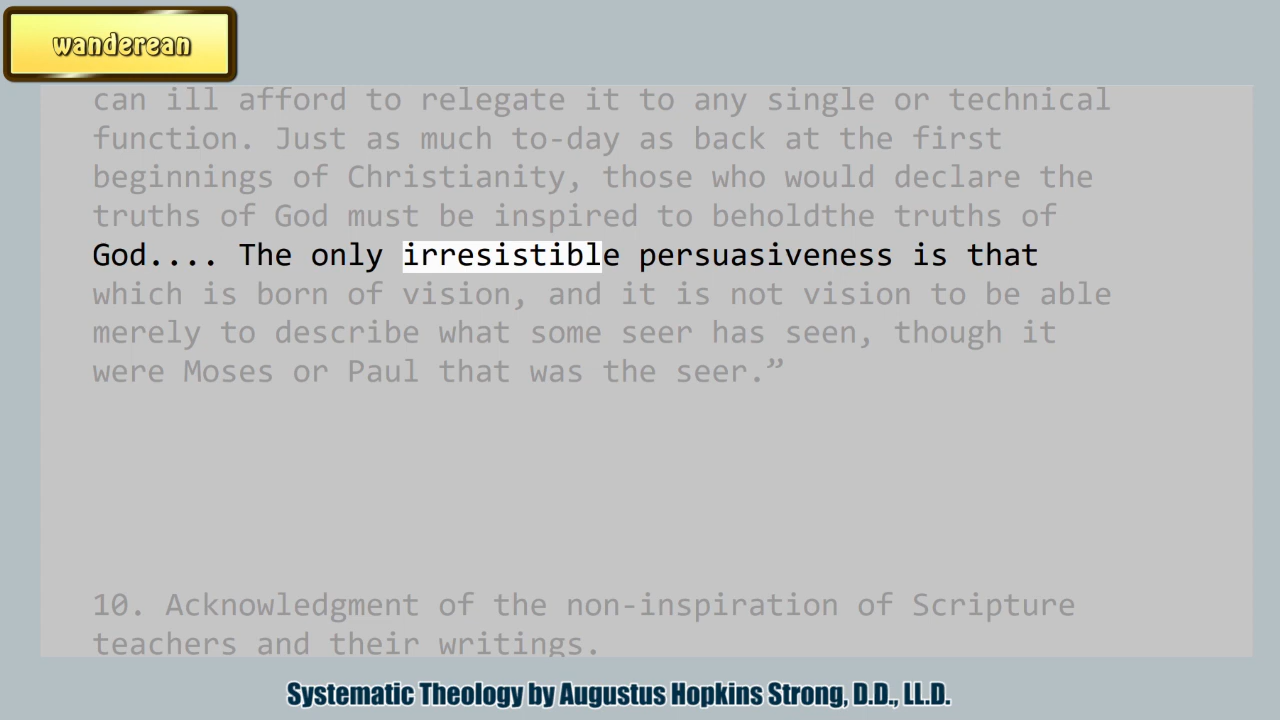 wanderean
can ill afford to relegate it to any single or technical
function. Just as much to-day as back at the first
beginnings of Christianity, those who would declare the
truths of God must be inspired to beholdthe truths of
God.... The only irresistible persuasiveness is that
which is born of vision, and it is not vision to be able
merely to describe what some seer has seen, though it
were Moses or Paul that was the seer.”
10. Acknowledgment of the non-inspiration of Scripture
teachers and their writings.
Systematic Theology by Augustus Hopkins Strong, D.D., LL.D.